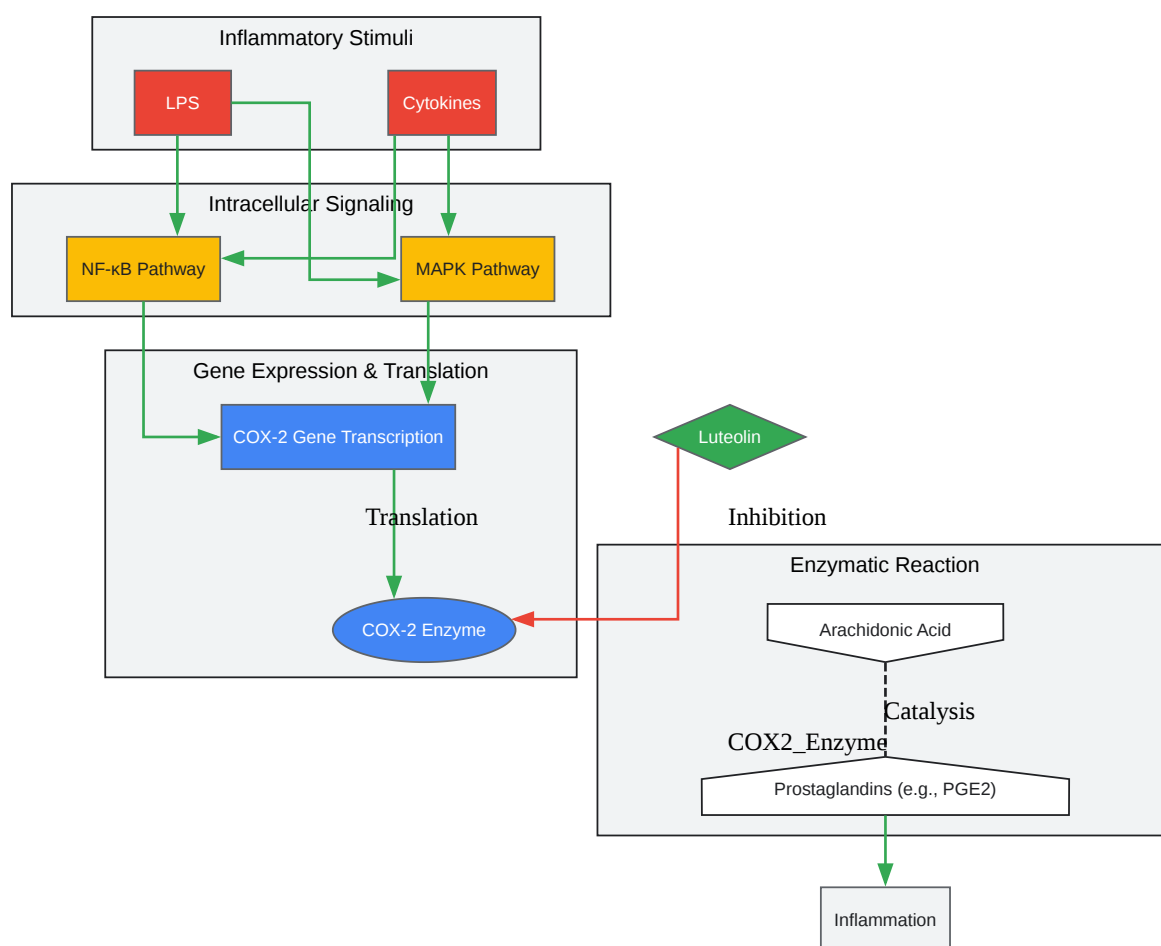 Inflammatory Stimuli
LPS
Cytokines
Intracellular Signaling
NF-κB Pathway
MAPK Pathway
Gene Expression & Translation
COX-2 Gene Transcription
Luteolin
Translation
Inhibition
Enzymatic Reaction
COX-2 Enzyme
Arachidonic Acid
Catalysis
COX2_Enzyme
Prostaglandins (e.g., PGE2)
Inflammation